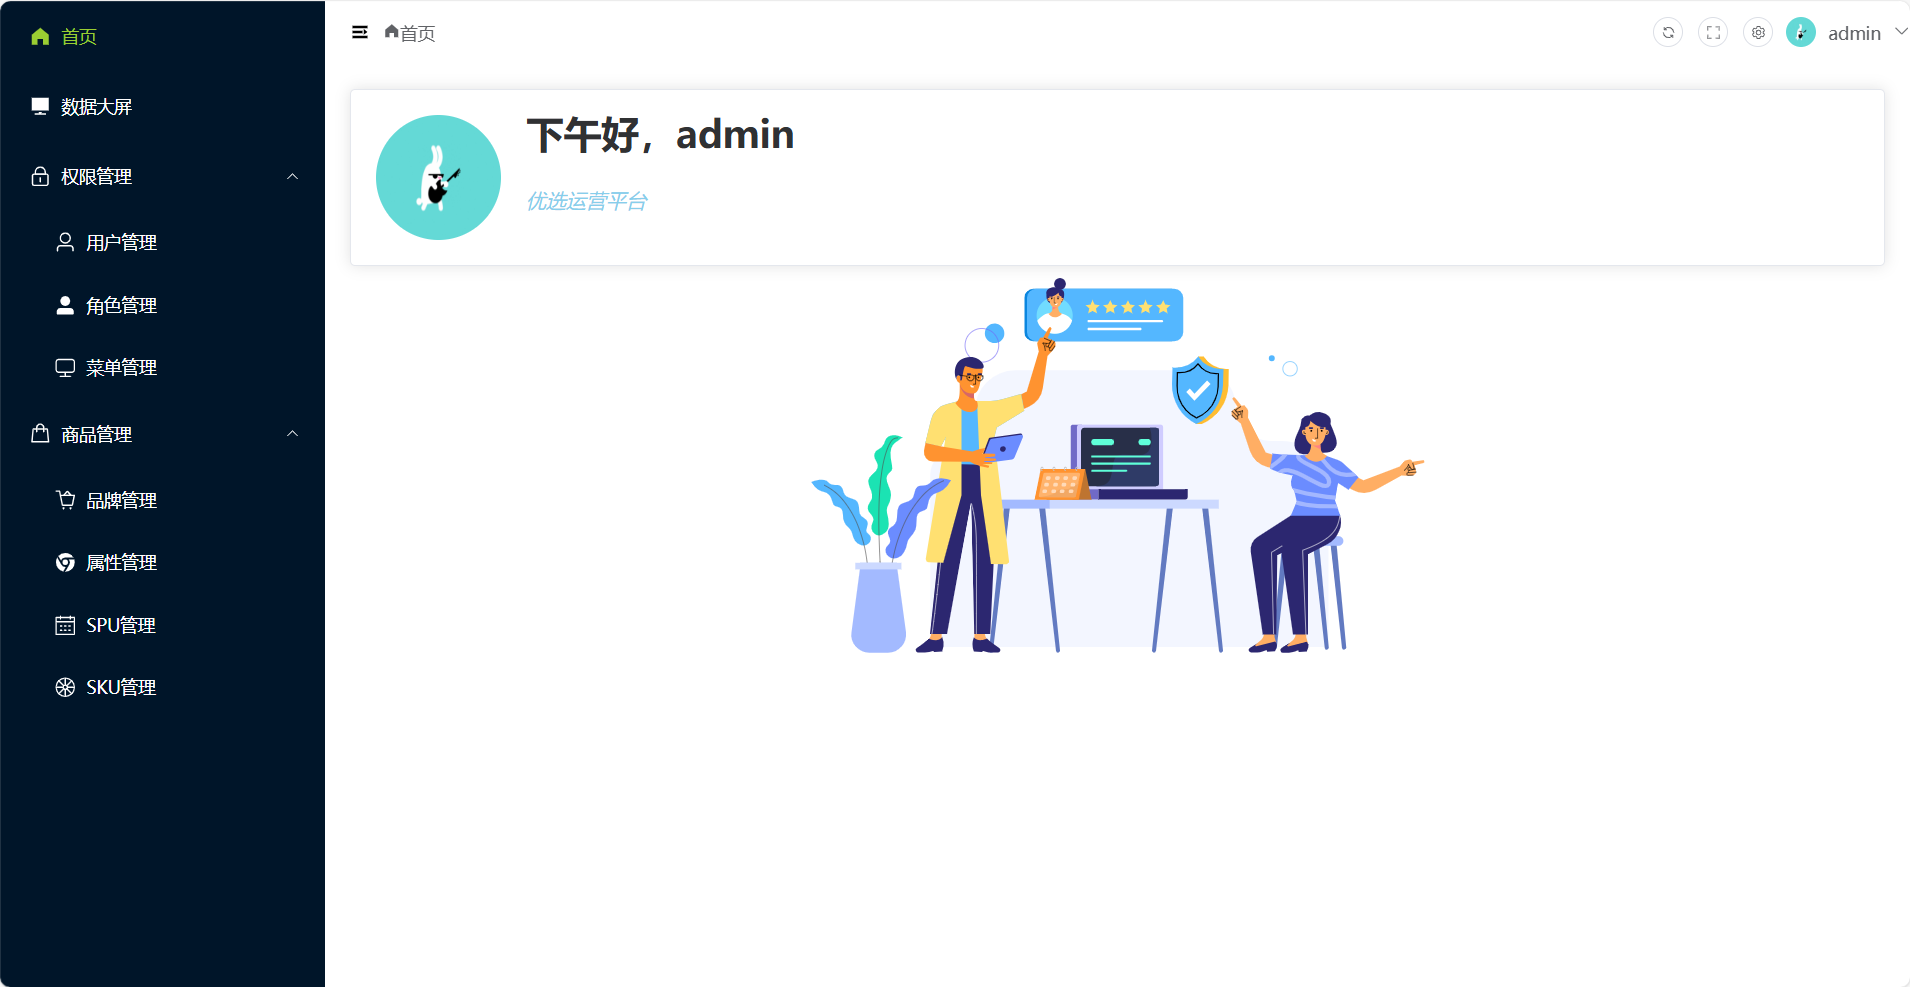 首页
数据大屏
权限管理
用户管理
角色管理
菜单管理
商品管理
品牌管理
属性管理
SPU管理
SKU管理
首页
admin
下午好，admin
优选运营平台